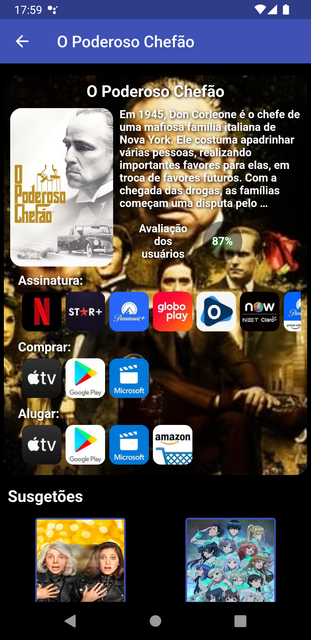 17:59
O Poderoso Chefão
O Poderoso Chefão
Em 1945, Don Corleone é o chefe de
uma mafiosa família italiana de
Nova York. Ele costuma apadrinhar
várias pessoas, realizando
importantes favores para elas, em
troca de favores futuros. Com a
chegada das drogas, as famílias
começam uma disputa pelo ...
O
Poderoso
Chefão
Avaliação
dos
usuários
87%
Assinatura:
N
STAR+
Paramount+
globo
play
now
NET Claro
Comprar:
tv
Google Play
Microsoft
Alugar:
tv
Google Play
Microsoft
amazon
Susgetões